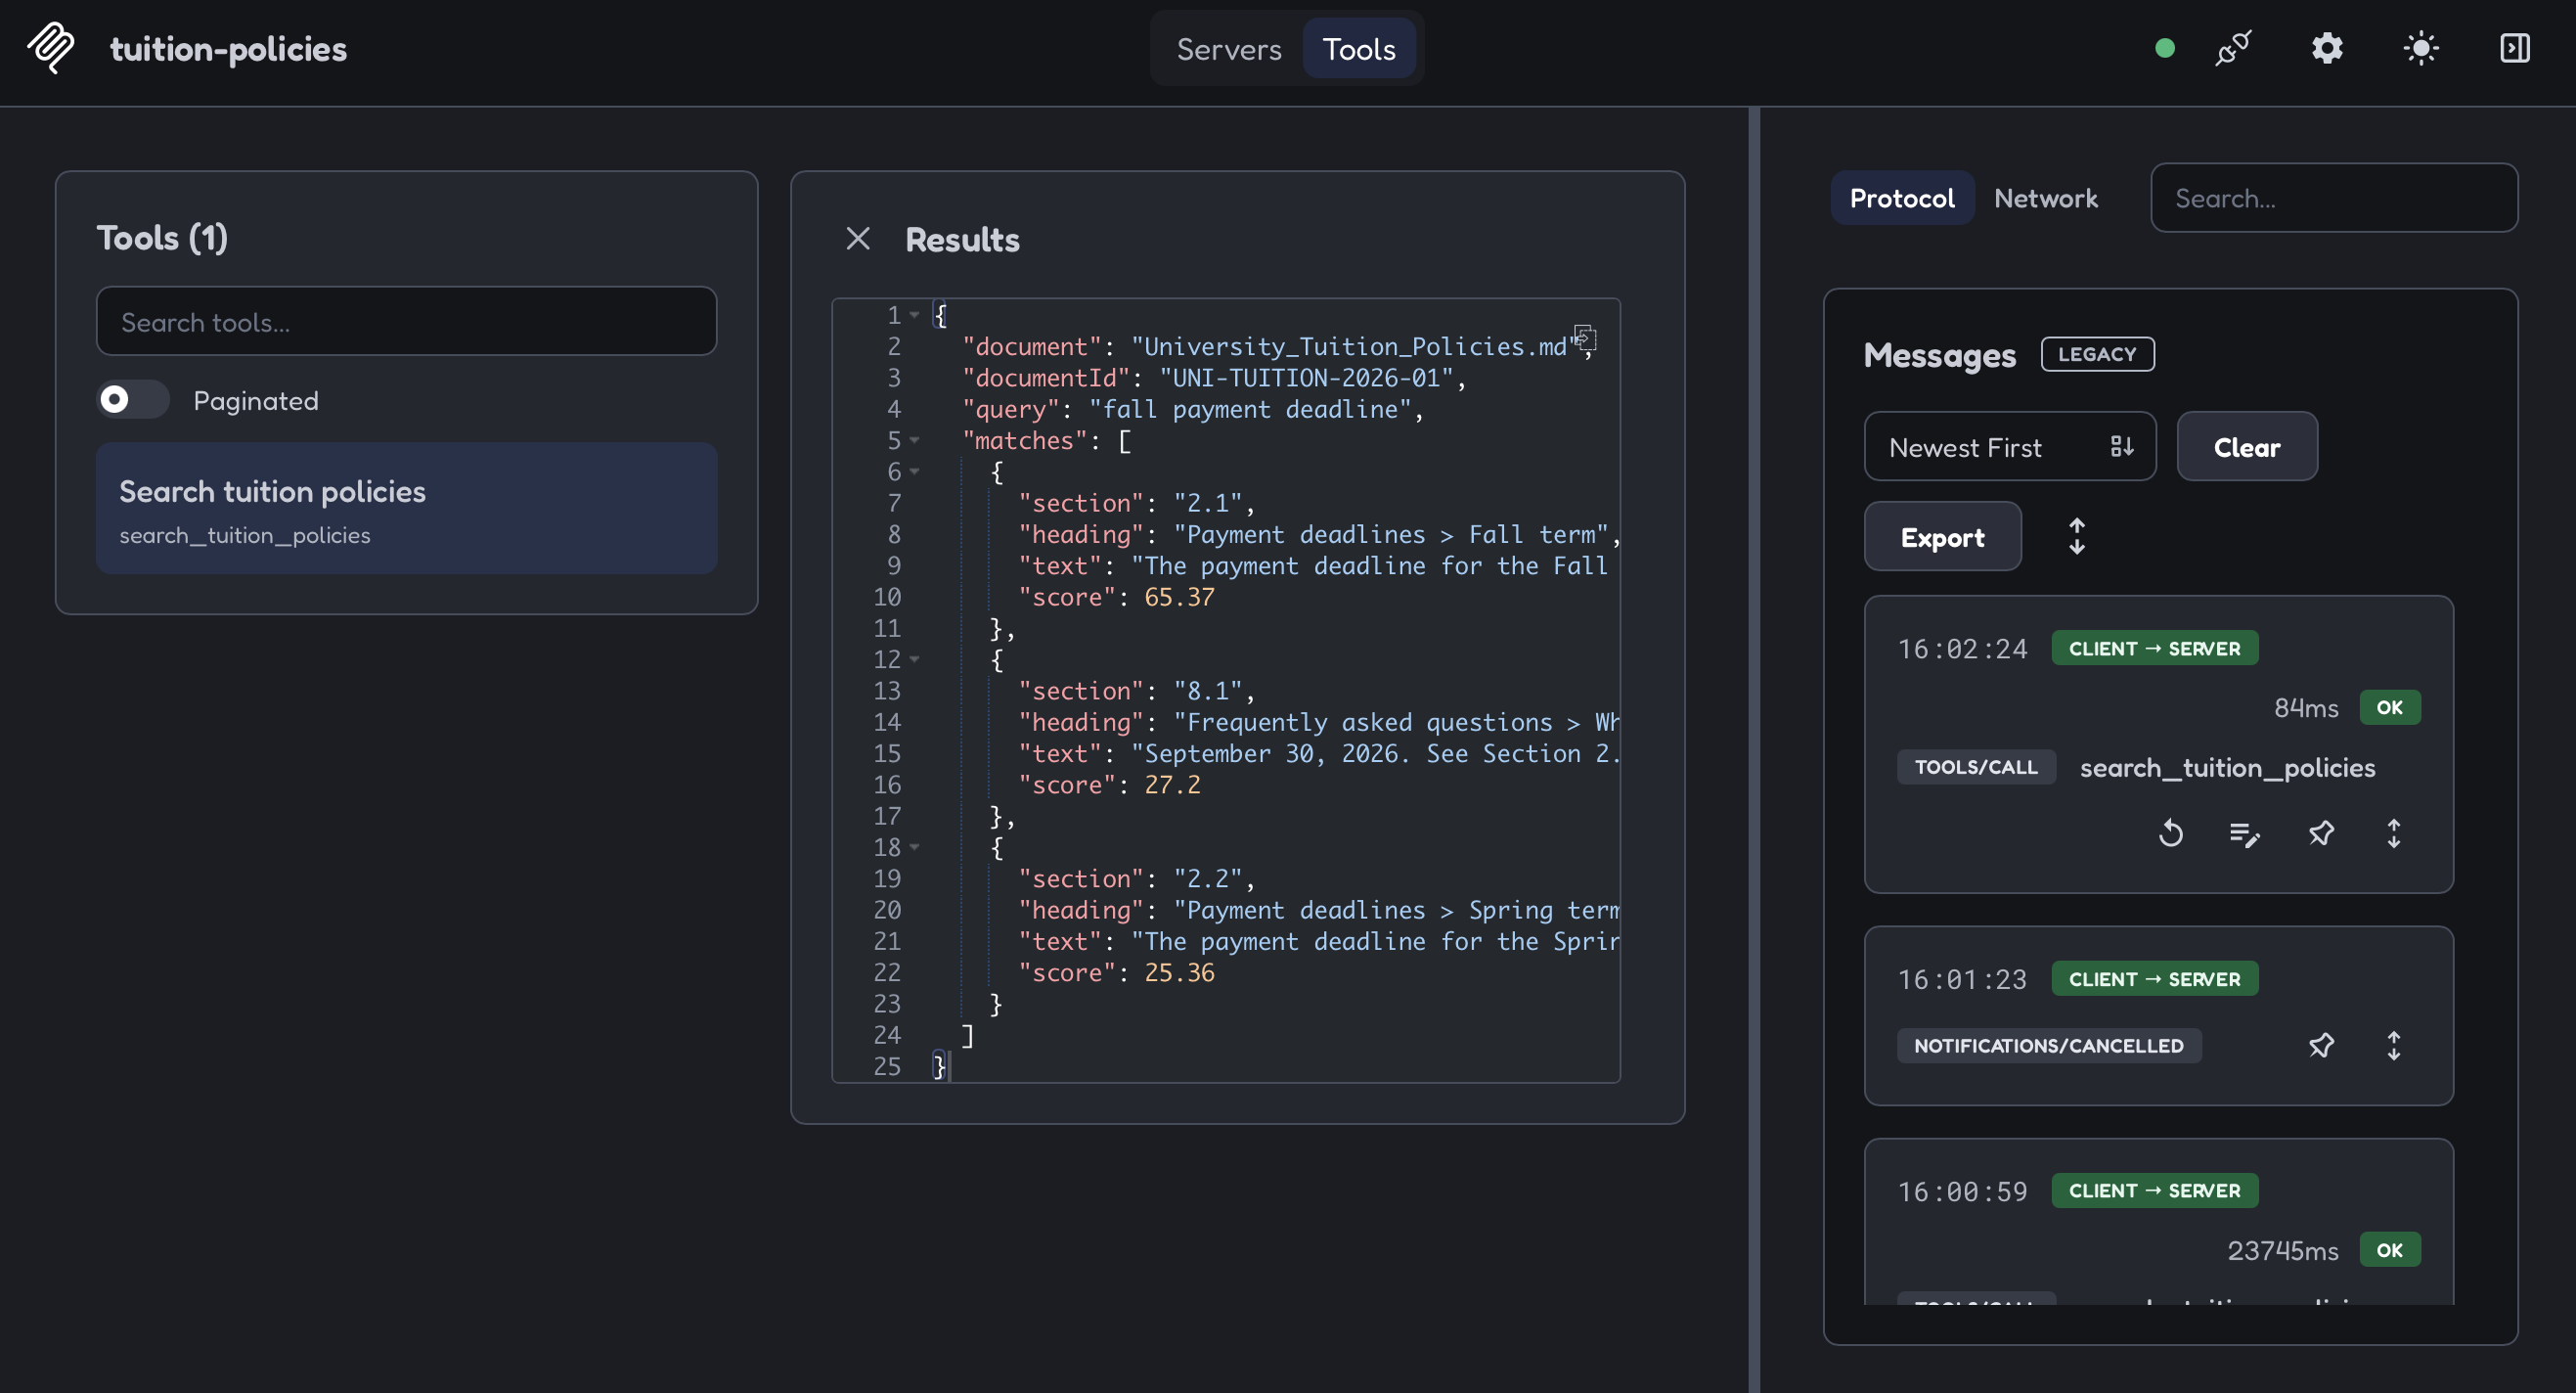 tuition-policies
Servers
Tools
Tools (1)
Search tools...
Paginated
Search tuition policies
search_tuition_policies
Results
1 {
2 "document": "University_Tuition_Policies.md",
3 "documentId": "UNI-TUITION-2026-01",
4 "query": "fall payment deadline",
5 "matches": [
6 {
7 "section": "2.1",
8 "heading": "Payment deadlines > Fall term",
9 "text": "The payment deadline for the Fall
10 "score": 65.37
11 },
12 {
13 "section": "8.1",
14 "heading": "Frequently asked questions > Wh
15 "text": "September 30, 2026. See Section 2.
16 "score": 27.2
17 },
18 {
19 "section": "2.2",
20 "heading": "Payment deadlines > Spring term
21 "text": "The payment deadline for the Sprin
22 "score": 25.36
23 }
24 ]
25 }
Protocol
Network
Search...
Messages
LEGACY
Newest First
Clear
Export
16:02:24 CLIENT → SERVER
84ms OK
TOOLS/CALL search_tuition_policies
16:01:23 CLIENT → SERVER
NOTIFICATIONS/CANCELLED
16:00:59 CLIENT → SERVER
23745ms OK